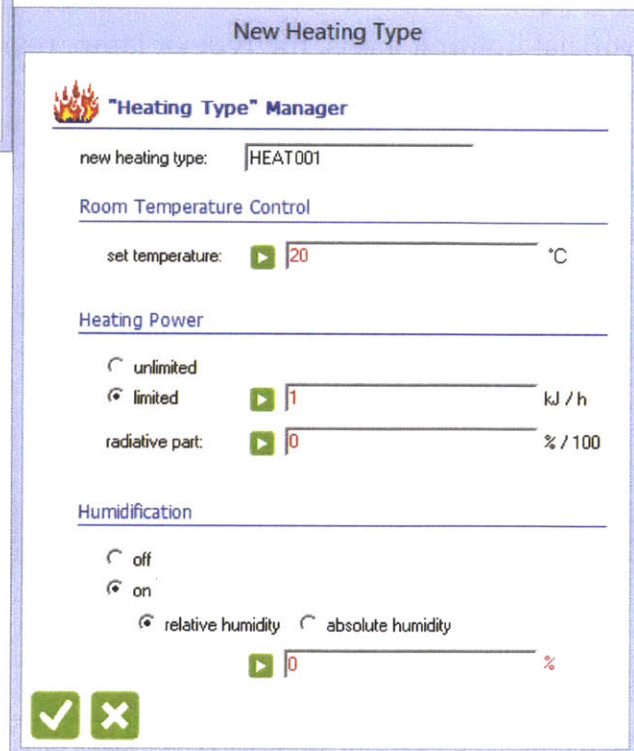 New Heating Type
"Heating Type" Manager
new heating type: HEAT001
Room Temperature Control
set temperature: 20 °C
Heating Power
unlimited
limited 1 kJ / h
radiative part: 0 % / 100
Humidification
off
on
relative humidity absolute humidity
0 %